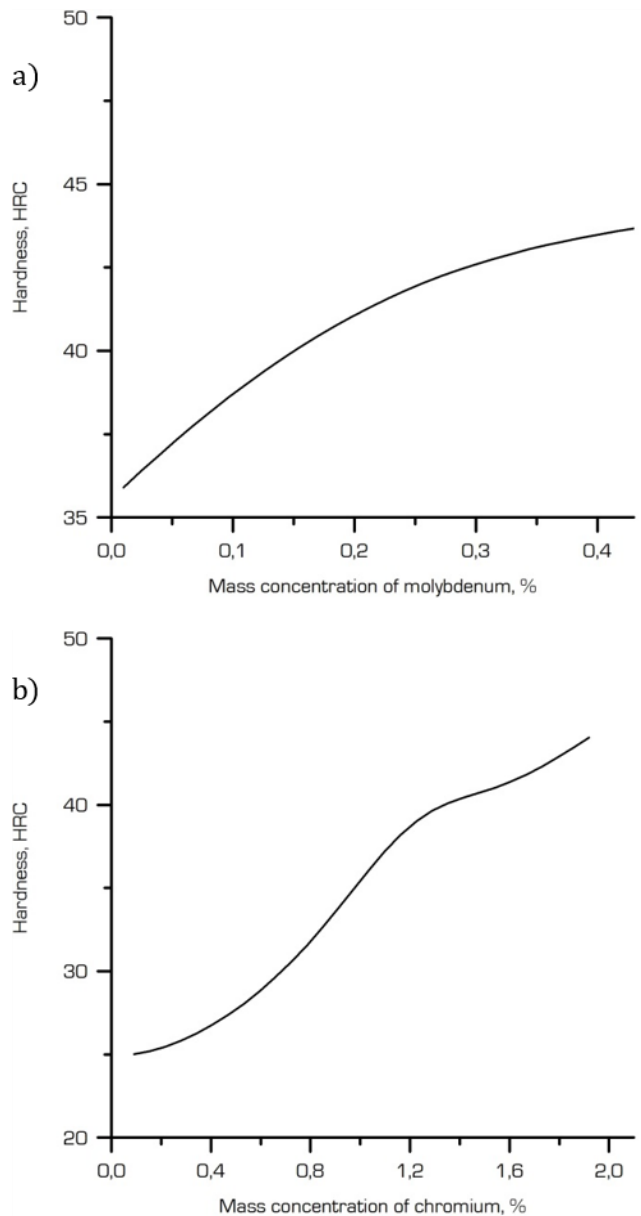 50
a)
45
Hardness, HRC
40
35
0,0 0,1 0,2 0,3 0,4
Mass concentration of molybdenum, %
50
b)
40
Hardness, HRC
30
20
0,0 0,4 0,8 1,2 1,6 2,0
Mass concentration of chromium, %